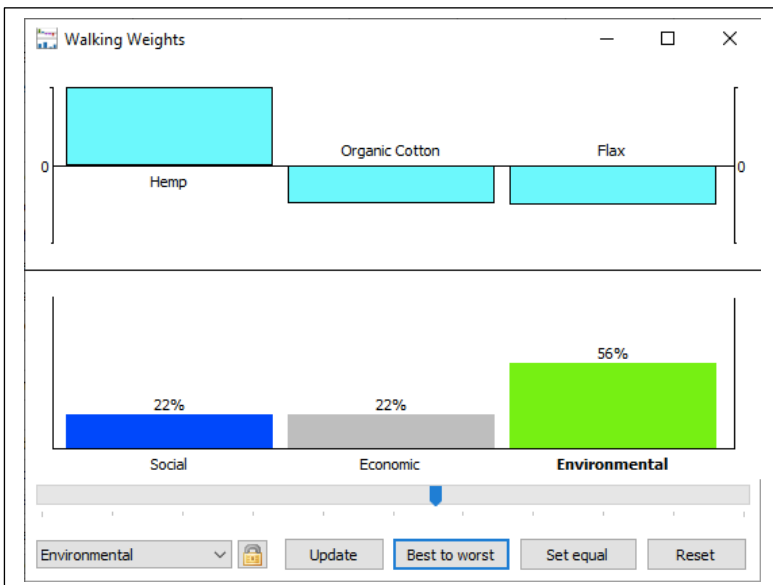 Walking Weights
Organic Cotton
Flax
0
0
Hemp
56%
22%
22%
Social
Economic
Environmental
Environmental
Update
Best to worst
Set equal
Reset